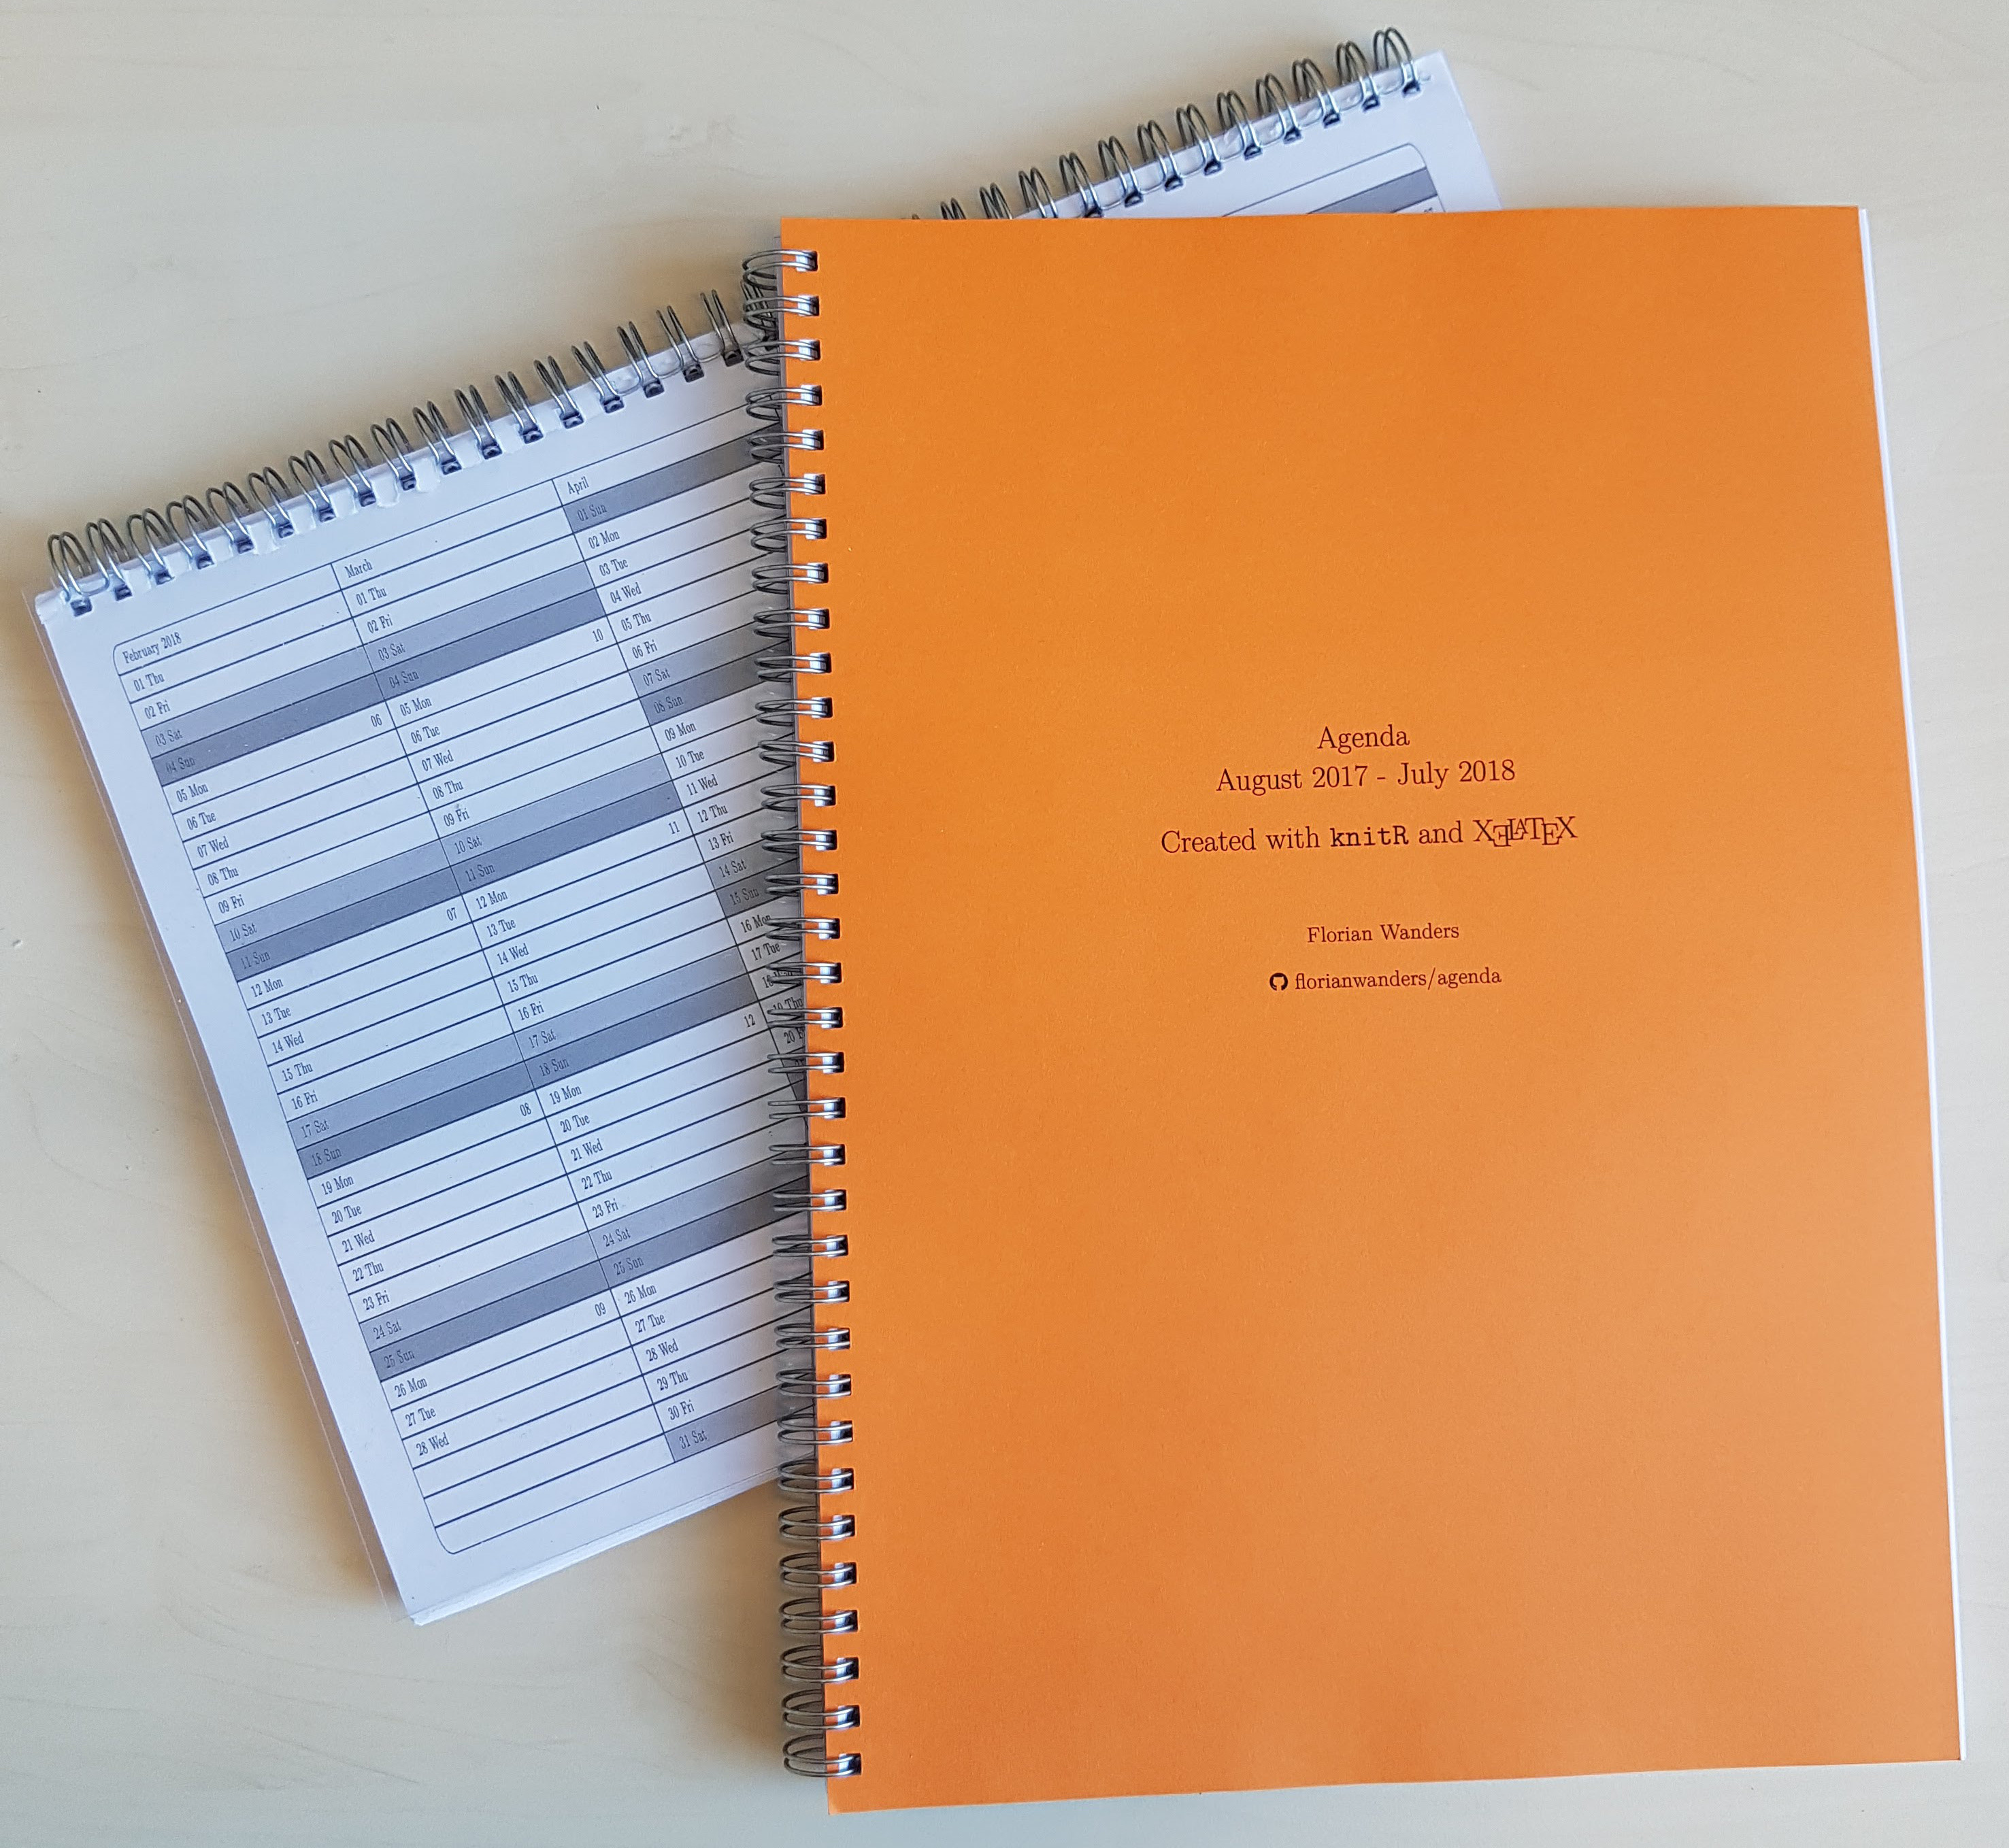 February 2018
01 Thu
02 Fri
03 Sat
04 Sun
06
05 Mon
06 Tue
07 Wed
08 Thu
09 Fri
10 Sat
11 Sun
07
12 Mon
13 Tue
14 Wed
15 Thu
16 Fri
17 Sat
18 Sun
08
19 Mon
20 Tue
21 Wed
22 Thu
23 Fri
24 Sat
25 Sun
09
26 Mon
27 Tue
28 Wed
March
01 Thu
02 Fri
03 Sat
04 Sun
10
05 Mon
06 Tue
07 Wed
08 Thu
09 Fri
10 Sat
11 Sun
11
12 Mon
13 Tue
14 Wed
15 Thu
16 Fri
17 Sat
18 Sun
12
19 Mon
20 Tue
21 Wed
22 Thu
23 Fri
24 Sat
25 Sun
26 Mon
27 Tue
28 Wed
29 Thu
30 Fri
31 Sat
April
01 Sun
02 Mon
03 Tue
04 Wed
05 Thu
06 Fri
07 Sat
08 Sun
09 Mon
10 Tue
11 Wed
12 Thu
13 Fri
14 Sat
15 Sun
16 Mon
17 Tue
18
19 Thu
20 F
Agenda
August 2017 - July 2018
Created with knitR and XƎLATEX
Florian Wanders
florianwanders/agenda